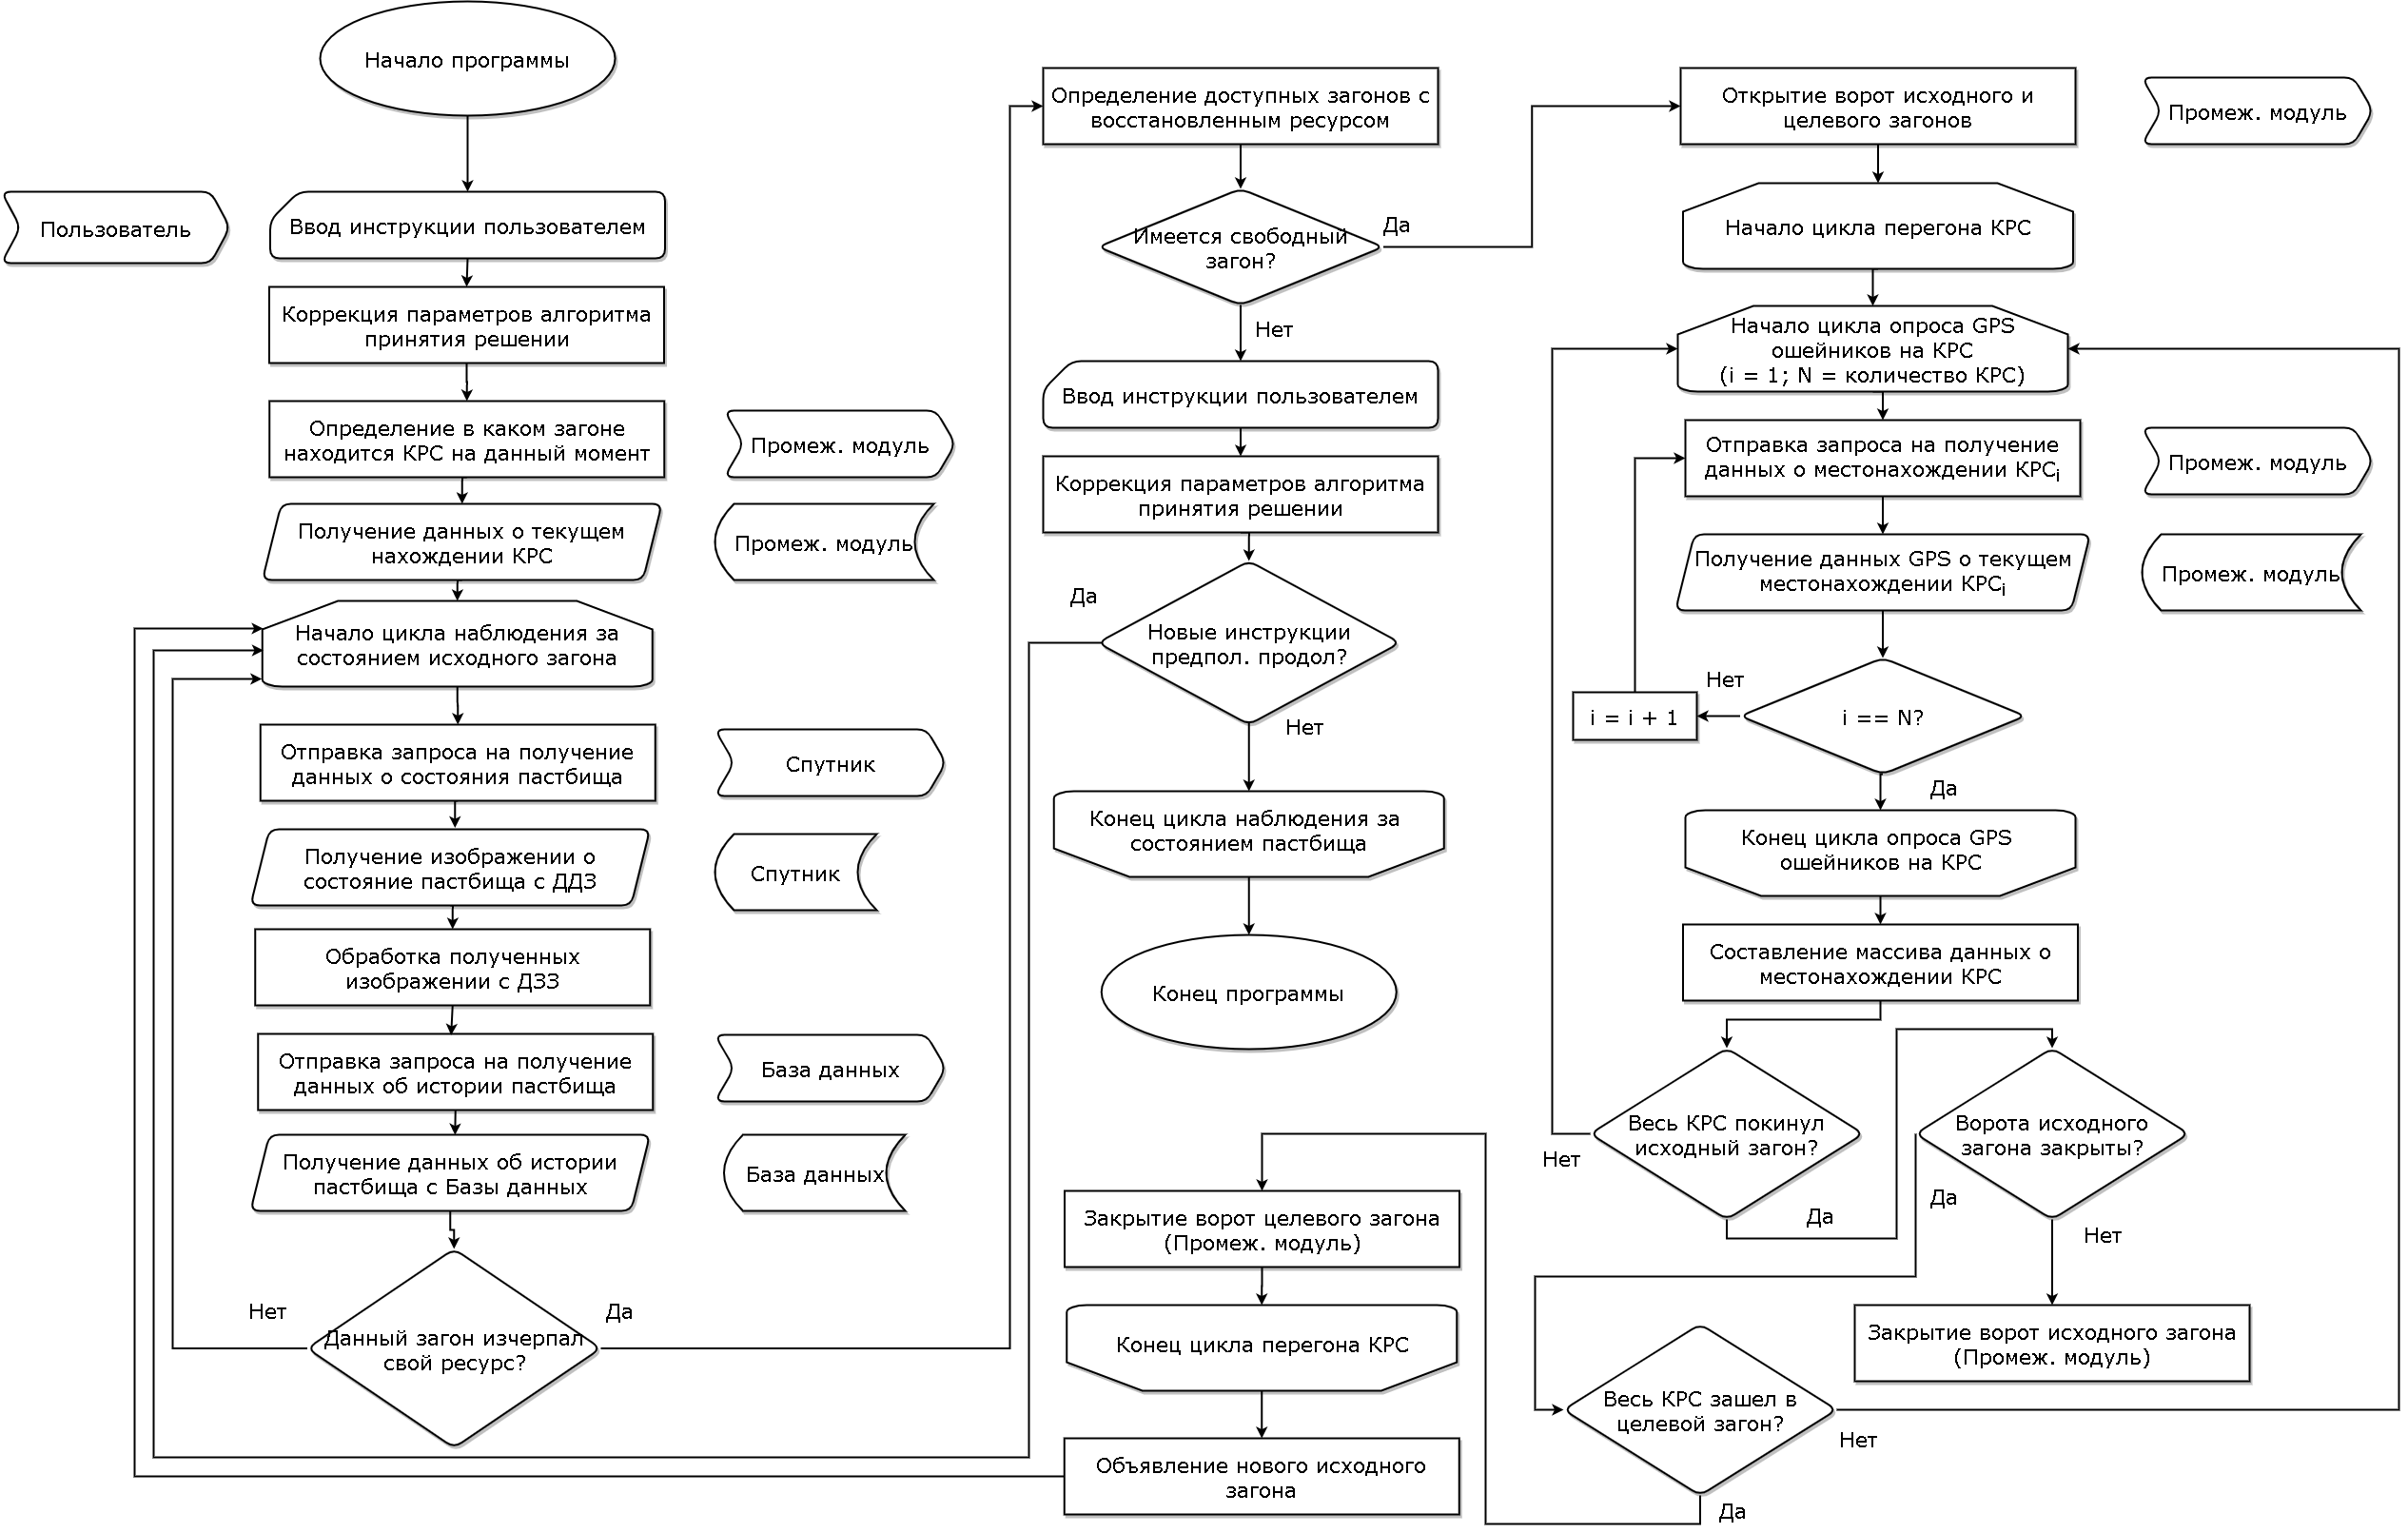 Начало программы
Пользователь
Ввод инструкции пользователем
Коррекция параметров алгоритма
принятия решении
Определение в каком загоне
находится КРС на данный момент
Промеж. модуль
Получение данных о текущем
нахождении КРС
Промеж. модуль
Начало цикла наблюдения за
состоянием исходного загона
Отправка запроса на получение
данных о состояния пастбища
Спутник
Получение изображении о
состояние пастбища с ДДЗ
Спутник
Обработка полученных
изображении с ДЗЗ
Отправка запроса на получение
данных об истории пастбища
База данных
Получение данных об истории
пастбища с Базы данных
База данных
Данный загон изчерпал
свой ресурс?
Нет
Да
Определение доступных загонов с
восстановленным ресурсом
Имеется свободный
загон?
Да
Нет
Ввод инструкции пользователем
Коррекция параметров алгоритма
принятия решении
Новые инструкции
предпол. продол?
Да
Нет
Конец цикла наблюдения за
состоянием пастбища
Конец программы
Открытие ворот исходного и
целевого загонов
Промеж. модуль
Начало цикла перегона КРС
Начало цикла опроса GPS
ошейников на КРС
(i = 1; N = количество КРС)
Отправка запроса на получение
данных о местонахождении КРСi
Промеж. модуль
Получение данных GPS о текущем
местонахождении КРСi
Промеж. модуль
i == N?
Нет
i = i + 1
Да
Конец цикла опроса GPS
ошейников на КРС
Составление массива данных о
местонахождении КРС
Весь КРС покинул
исходный загон?
Нет
Да
Ворота исходного
загона закрыты?
Да
Нет
Закрытие ворот исходного загона
(Промеж. модуль)
Весь КРС зашел в
целевой загон?
Нет
Да
Закрытие ворот целевого загона
(Промеж. модуль)
Конец цикла перегона КРС
Объявление нового исходного
загона